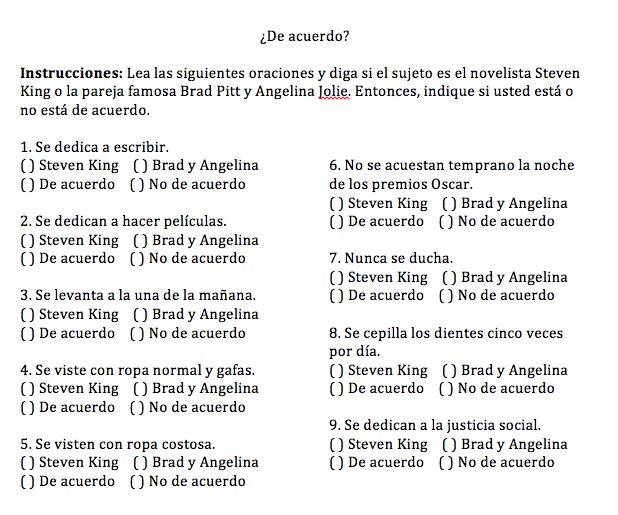 ¿De acuerdo?
Instrucciones: Lea las siguientes oraciones y diga si el sujeto es el novelista Steven
King o la pareja famosa Brad Pitt y Angelina Jolie. Entonces, indique si usted está o
no está de acuerdo.
1. Se dedica a escribir.
( ) Steven King ( ) Brad y Angelina
( ) De acuerdo ( ) No de acuerdo
2. Se dedican a hacer películas.
( ) Steven King ( ) Brad y Angelina
( ) De acuerdo ( ) No de acuerdo
3. Se levanta a la una de la mañana.
( ) Steven King ( ) Brad y Angelina
( ) De acuerdo ( ) No de acuerdo
4. Se viste con ropa normal y gafas.
( ) Steven King ( ) Brad y Angelina
( ) De acuerdo ( ) No de acuerdo
5. Se visten con ropa costosa.
( ) Steven King ( ) Brad y Angelina
( ) De acuerdo ( ) No de acuerdo
6. No se acuestan temprano la noche
de los premios Oscar.
( ) Steven King ( ) Brad y Angelina
( ) De acuerdo ( ) No de acuerdo
7. Nunca se ducha.
( ) Steven King ( ) Brad y Angelina
( ) De acuerdo ( ) No de acuerdo
8. Se cepilla los dientes cinco veces
por día.
( ) Steven King ( ) Brad y Angelina
( ) De acuerdo ( ) No de acuerdo
9. Se dedican a la justicia social.
( ) Steven King ( ) Brad y Angelina
( ) De acuerdo ( ) No de acuerdo